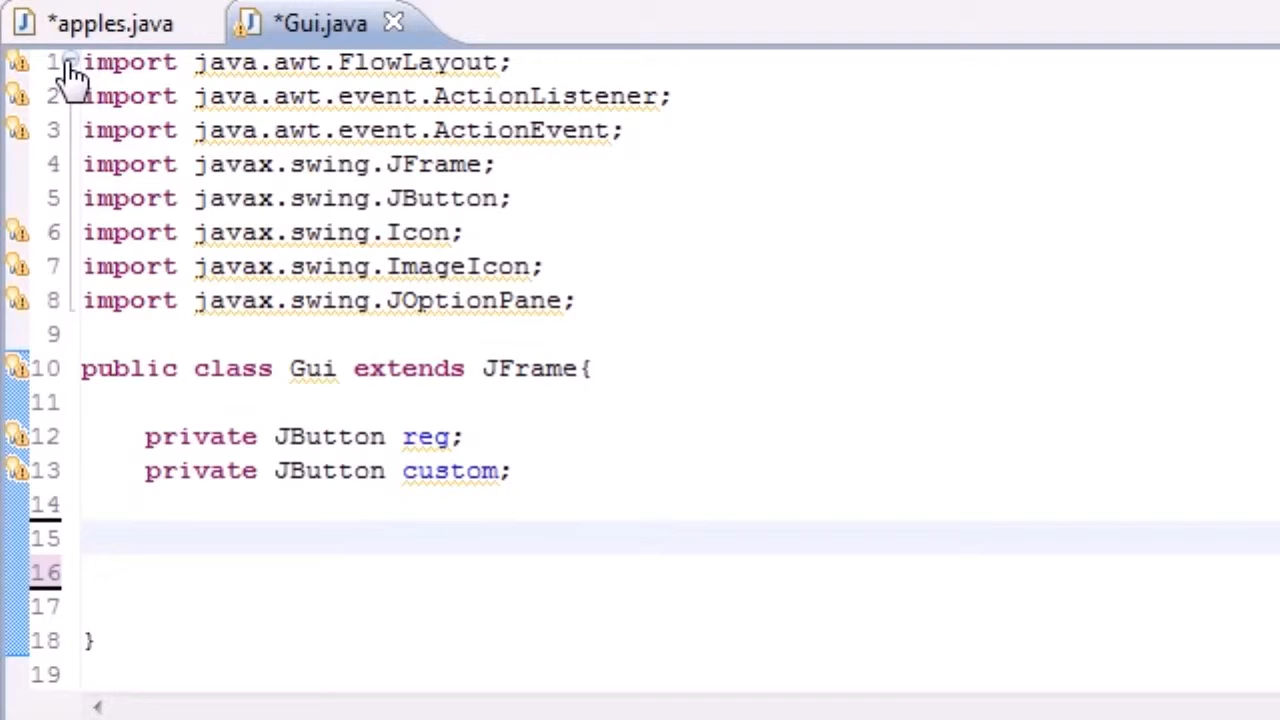 *apples.java *Gui.java
1 import java.awt.FlowLayout;
2 import java.awt.event.ActionListener;
3 import java.awt.event.ActionEvent;
4 import javax.swing.JFrame;
5 import javax.swing.JButton;
6 import javax.swing.Icon;
7 import javax.swing.ImageIcon;
8 import javax.swing.JOptionPane;
9
10 public class Gui extends JFrame{
11
12 private JButton reg;
13 private JButton custom;
14
15
16
17
18 }
19